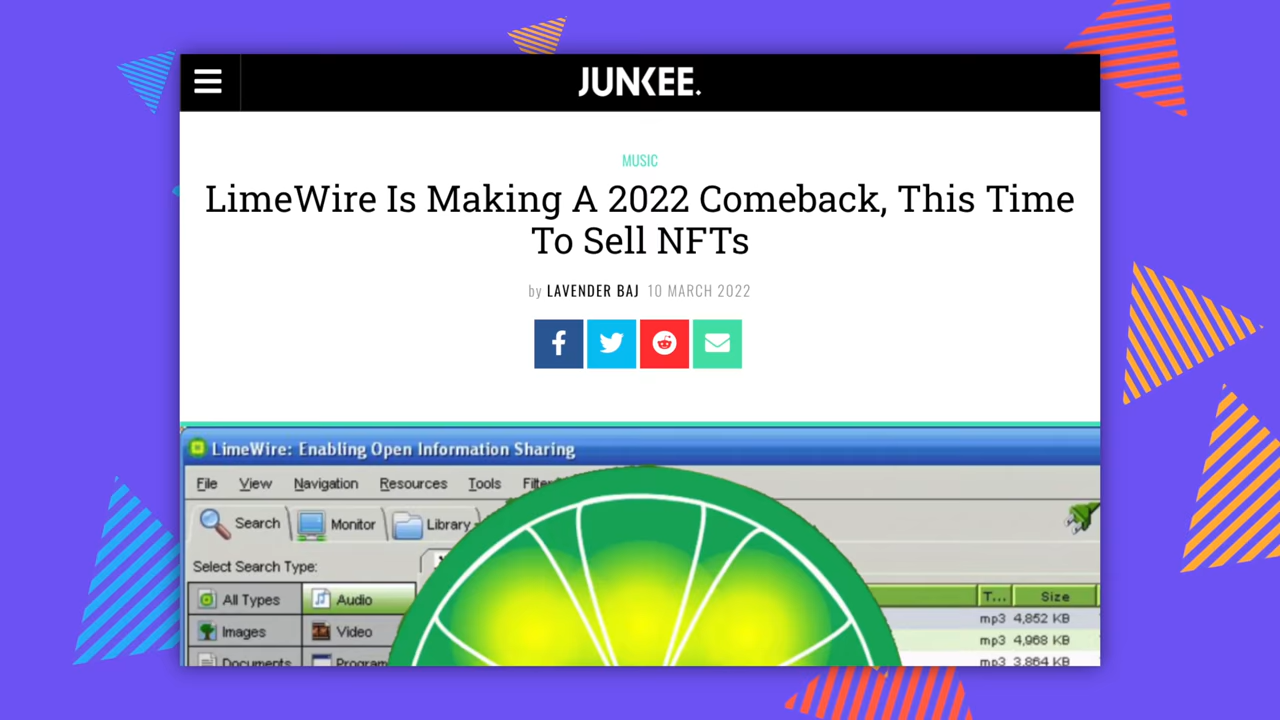 JUNKEE.
MUSIC
LimeWire Is Making A 2022 Comeback, This Time
To Sell NFTs
by LAVENDER BAJ 10 MARCH 2022
LimeWire: Enabling Open Information Sharing
File View Navigation Resources Tools
Search Monitor Library
Select Search Type:
All Types Audio T... Size
mp3 4,852 KB
Images Video mp3 4,968 KB
Documents Program mp3 3,864 KB